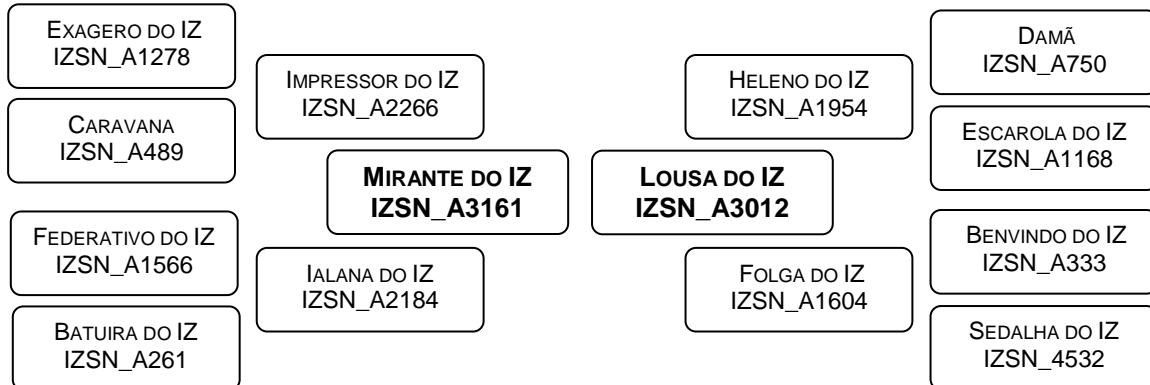 Exagero do IZ
IZSN_A1278
Caravana
IZSN_A489
Federativo do IZ
IZSN_A1566
Batuira do IZ
IZSN_A261
Impressor do IZ
IZSN_A2266
Ialana do IZ
IZSN_A2184
Mirante do IZ
IZSN_A3161
Lousa do IZ
IZSN_A3012
Heleno do IZ
IZSN_A1954
Folga do IZ
IZSN_A1604
Damã
IZSN_A750
Escarola do IZ
IZSN_A1168
Benvindo do IZ
IZSN_A333
Sedalha do IZ
IZSN_4532